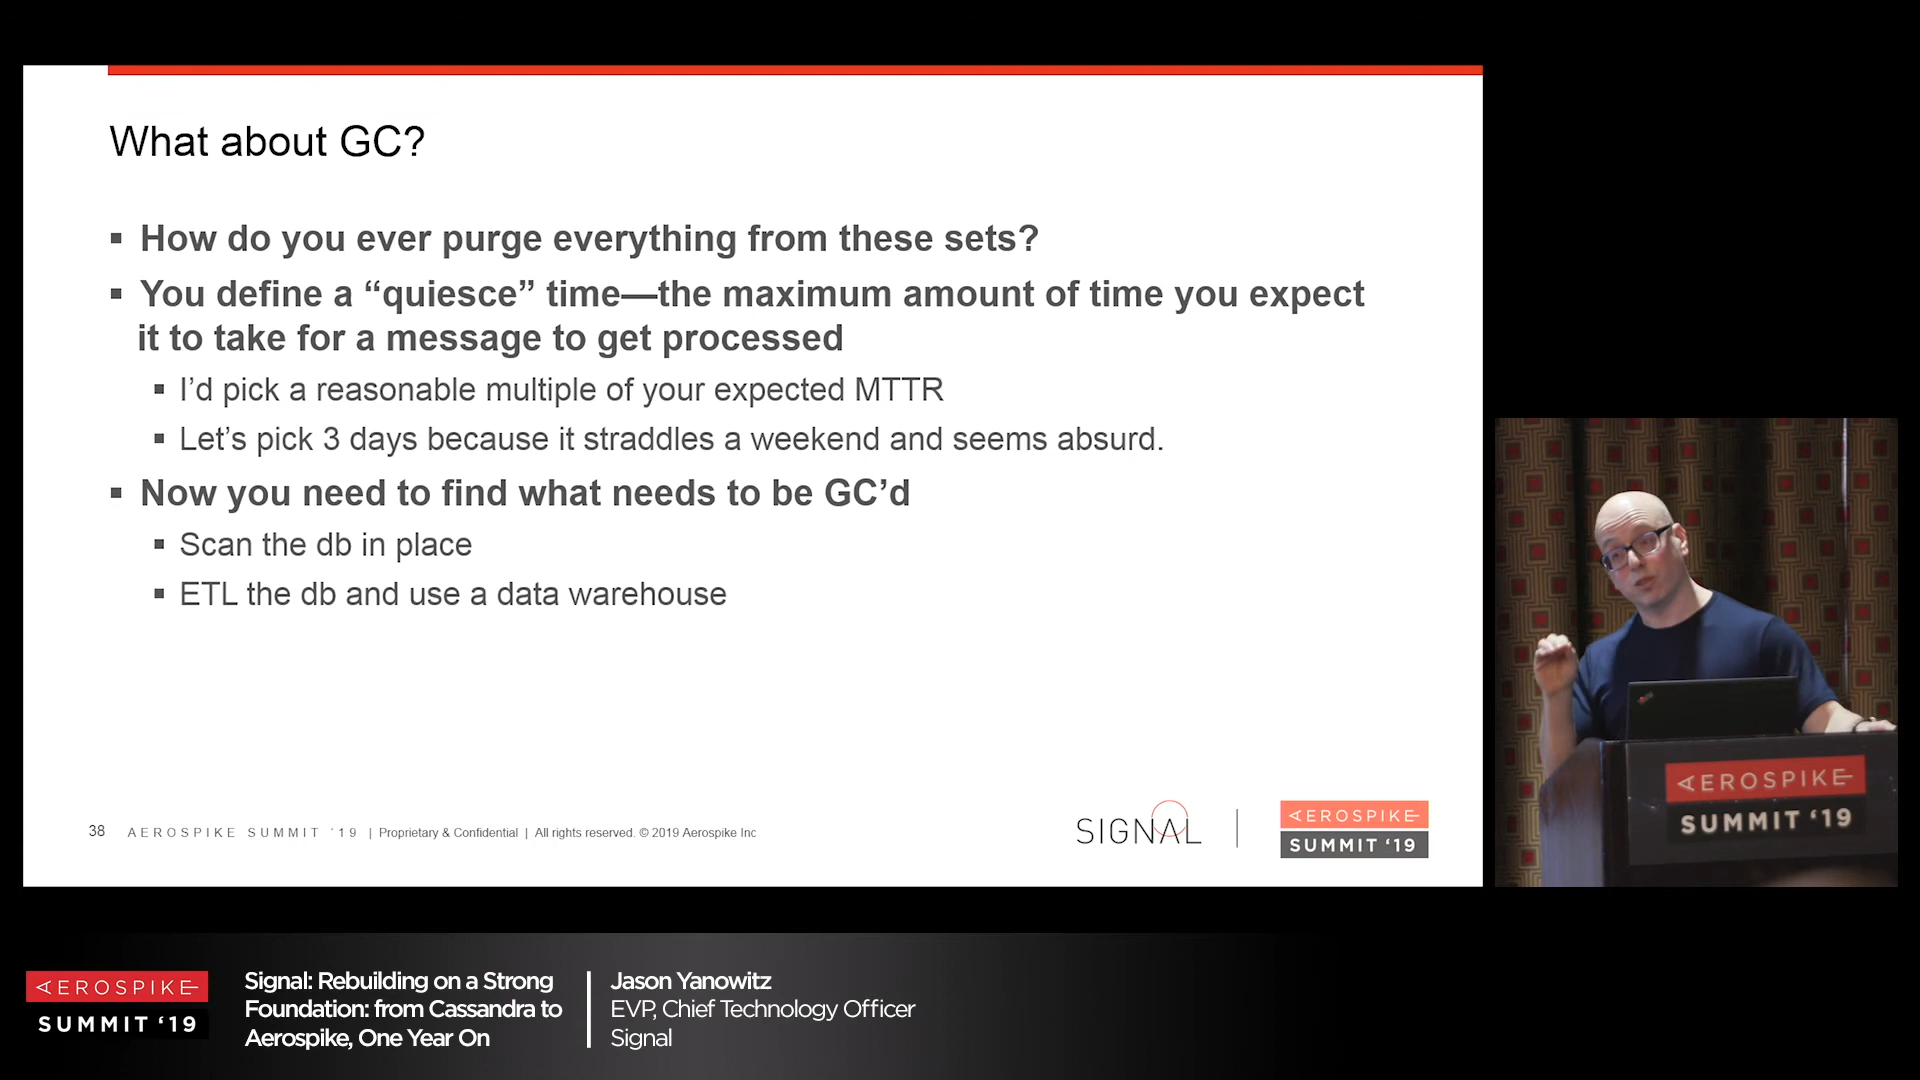 What about GC?
▪ How do you ever purge everything from these sets?
▪ You define a “quiesce” time—the maximum amount of time you expect
it to take for a message to get processed
▪ I’d pick a reasonable multiple of your expected MTTR
▪ Let’s pick 3 days because it straddles a weekend and seems absurd.
▪ Now you need to find what needs to be GC’d
▪ Scan the db in place
▪ ETL the db and use a data warehouse
38 AEROSPIKE SUMMIT ‘19 | Proprietary & Confidential | All rights reserved. © 2019 Aerospike Inc
SIGNAL
AEROSPIKE
SUMMIT ‘19
AEROSPIKE
SUMMIT ‘19
AEROSPIKE
SUMMIT ‘19
Signal: Rebuilding on a Strong
Foundation: from Cassandra to
Aerospike, One Year On
Jason Yanowitz
EVP, Chief Technology Officer
Signal